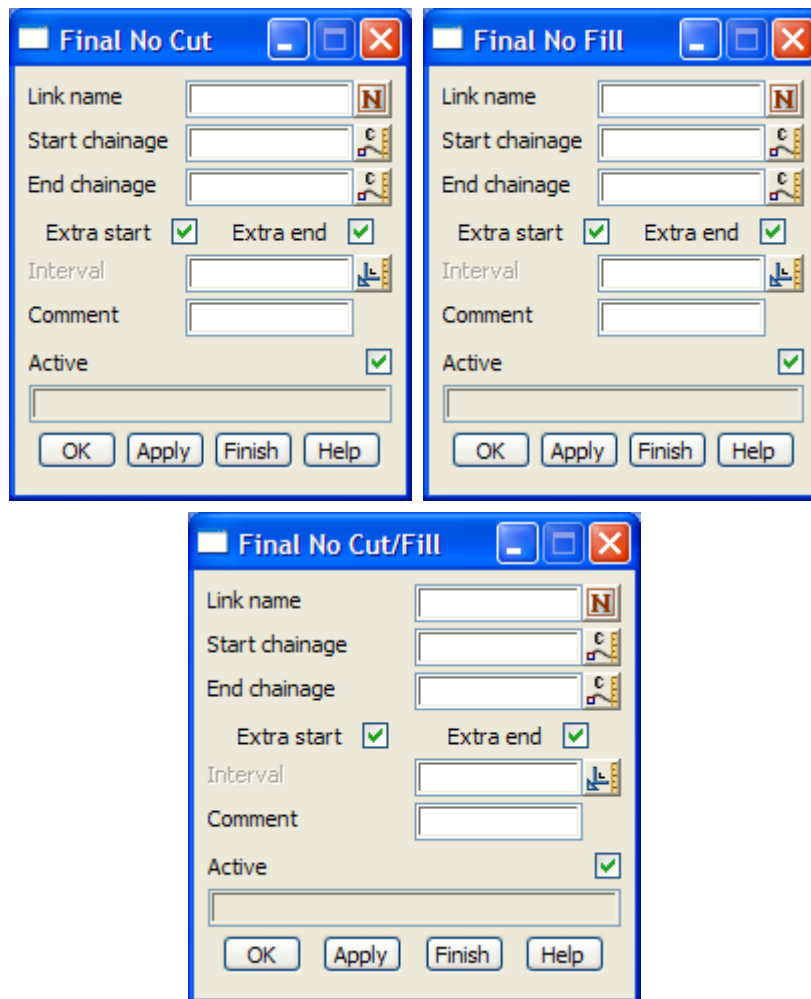 Final No Cut
Link name
N
Start chainage
C
End chainage
C
Extra start Extra end
Interval
Comment
Active
OK Apply Finish Help
Final No Fill
Link name
N
Start chainage
C
End chainage
C
Extra start Extra end
Interval
Comment
Active
OK Apply Finish Help
Final No Cut/Fill
Link name
N
Start chainage
C
End chainage
C
Extra start Extra end
Interval
Comment
Active
OK Apply Finish Help